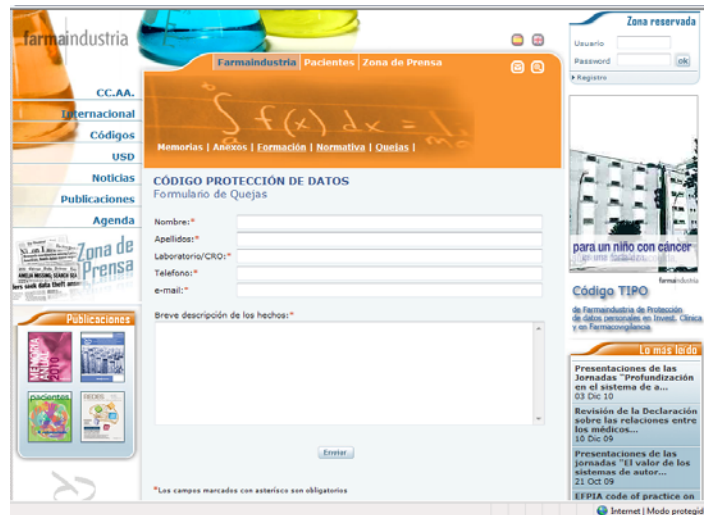 farmaindustria
Farmaindustria | Pacientes | Zona de Prensa
Zona reservada
Usuario
Password
ok
Registro
CC.AA.
Internacional
Códigos
USD
Noticias
Publicaciones
Agenda
Zona de
Prensa
Publicaciones
MEMORIA
ANUAL
2010
pacientes
REDES
f(x) dx =
Memorias | Anexos | Formación | Normativa | Quejas |
CÓDIGO PROTECCIÓN DE DATOS
Formulario de Quejas
Nombre:*
Apellidos:*
Laboratorio/CRO:*
Telefono:*
e-mail:*
Breve descripción de los hechos:*
Enviar
*Los campos marcados con asterisco son obligatorios
para un niño con cáncer
farmaindustria
Código TIPO
de Farmaindustria de Protección
de datos personales en Invest. Clínica
y en Farmacovigilancia
Lo más leído
Presentaciones de las
Jornadas "Profundización
en el sistema de a...
03 Dic 10
Revisión de la Declaración
sobre las relaciones entre
los médicos...
10 Dic 09
Presentaciones de las
jornadas "El valor de los
sistemas de autor...
21 Oct 09
EFPIA code of practice on
Internet | Modo protegid